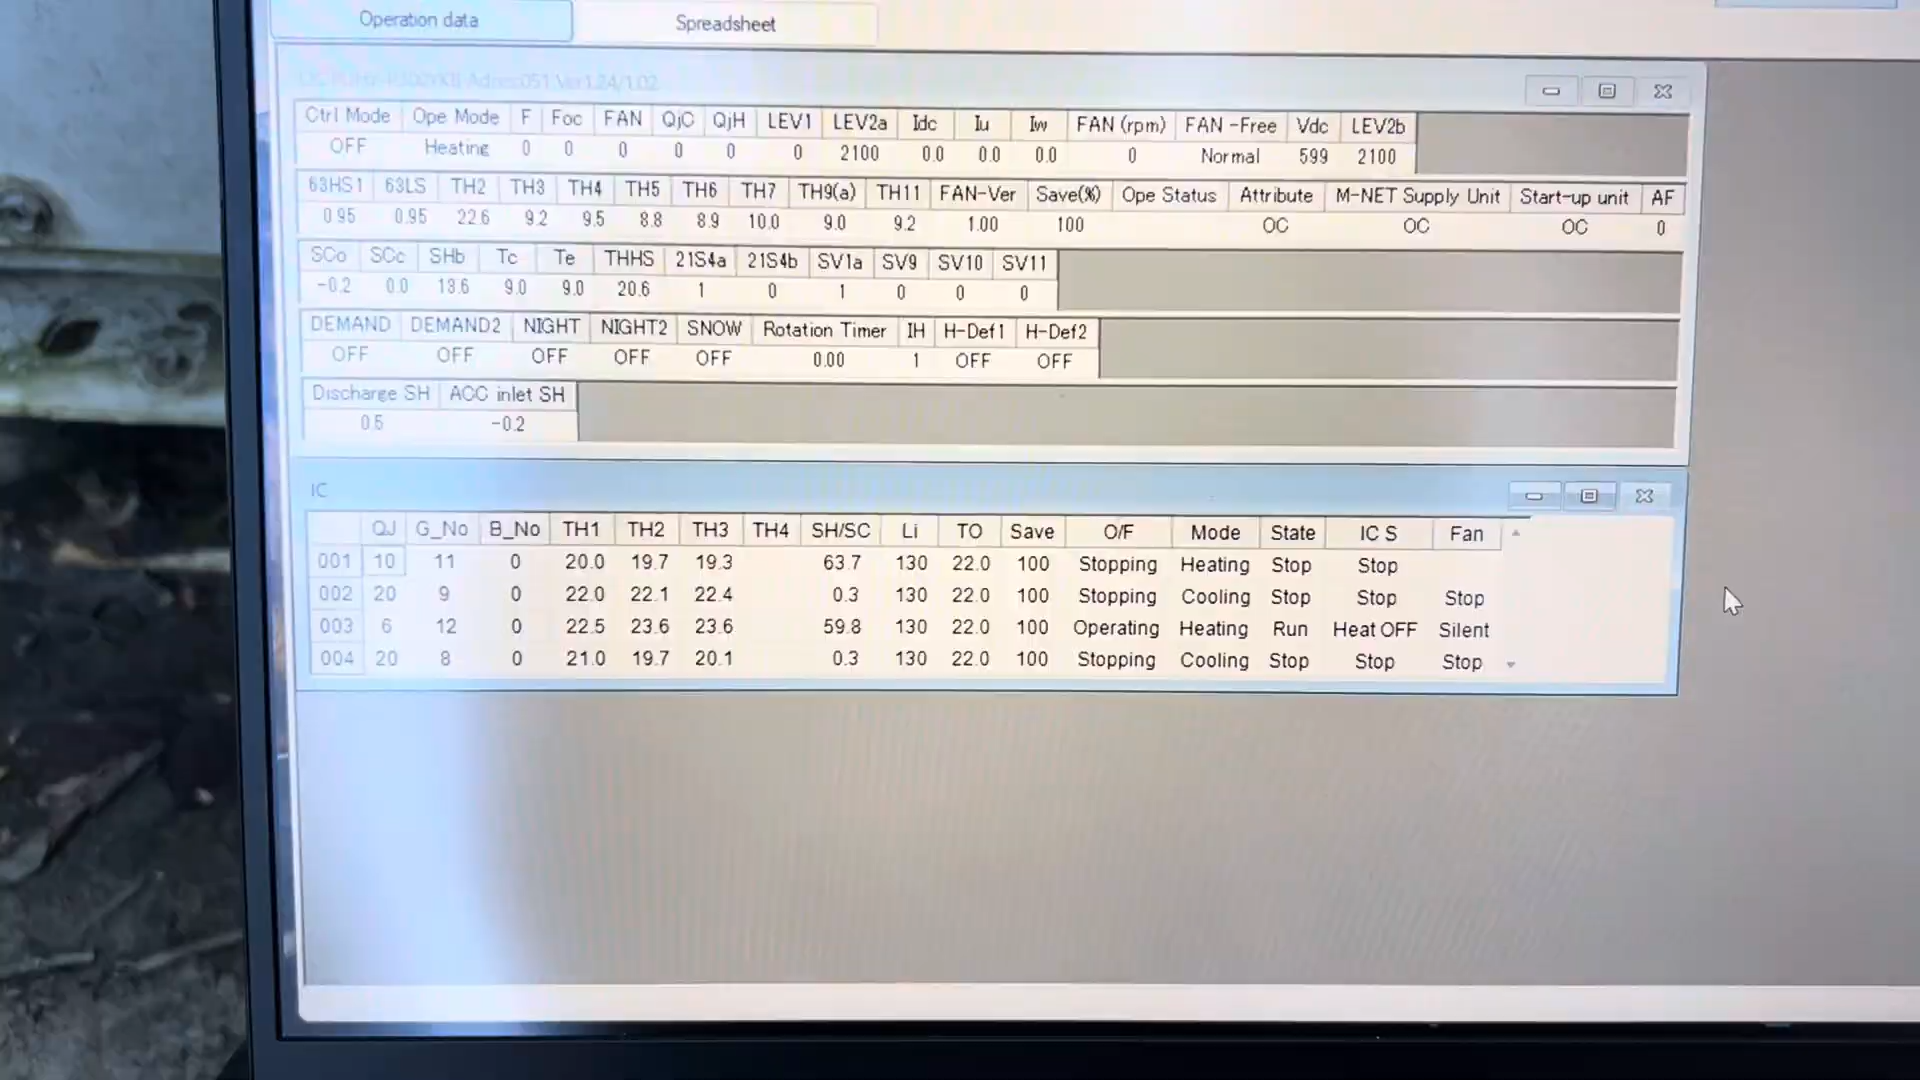 Operation data Spreadsheet
Ctrl Mode Ope Mode F Foc FAN QjC QjH LEV1 LEV2a Idc Iu Iw FAN (rpm) FAN -Free Vdc LEV2b
OFF Heating 0 0 0 0 0 0 2100 0.0 0.0 0.0 0 Normal 599 2100
63HS1 63LS TH2 TH3 TH4 TH5 TH6 TH7 TH9(a) TH11 FAN-Ver Save(%) Ope Status Attribute M-NET Supply Unit Start-up unit AF
0.95 0.95 22.6 9.2 9.5 8.8 8.9 10.0 9.0 9.2 1.00 100 OC OC OC 0
SCo SCc SHb Tc Te THHS 21S4a 21S4b SV1a SV9 SV10 SV11
-0.2 0.0 13.6 9.0 9.0 20.6 1 0 1 0 0 0
DEMAND DEMAND2 NIGHT NIGHT2 SNOW Rotation Timer IH H-Def1 H-Def2
OFF OFF OFF OFF OFF 0.00 1 OFF OFF
Discharge SH ACC inlet SH
0.5 -0.2
IC
QJ G_No B_No TH1 TH2 TH3 TH4 SH/SC Li TO Save O/F Mode State IC S Fan
001 10 11 0 20.0 19.7 19.3 63.7 130 22.0 100 Stopping Heating Stop Stop
002 20 9 0 22.0 22.1 22.4 0.3 130 22.0 100 Stopping Cooling Stop Stop Stop
003 6 12 0 22.5 23.6 23.6 59.8 130 22.0 100 Operating Heating Run Heat OFF Silent
004 20 8 0 21.0 19.7 20.1 0.3 130 22.0 100 Stopping Cooling Stop Stop Stop